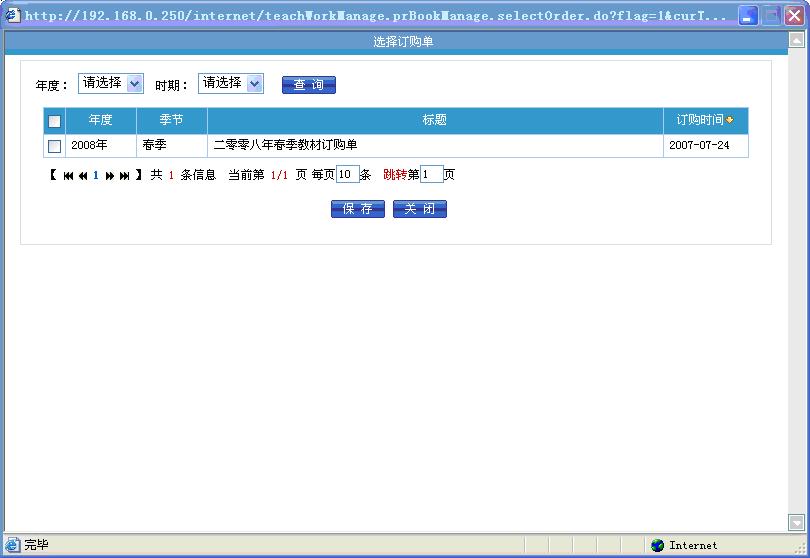 http://192.168.0.250/internet/teachWorkManage.prBookManage.selectOrder.do?flag=1&curT...
选择订购单
年度： 请选择 时期： 请选择 查 询
年度 季节 标题 订购时间
2008年 春季 二零零八年春季教材订购单 2007-07-24
【 1 】 共 1 条信息 当前第 1/1 页 每页 10 条 跳转第 1 页
保 存 关 闭
完毕 Internet